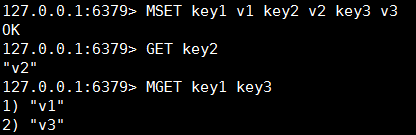 127.0.0.1:6379> MSET key1 v1 key2 v2 key3 v3
OK
127.0.0.1:6379> GET key2
"v2"
127.0.0.1:6379> MGET key1 key3
1) "v1"
2) "v3"